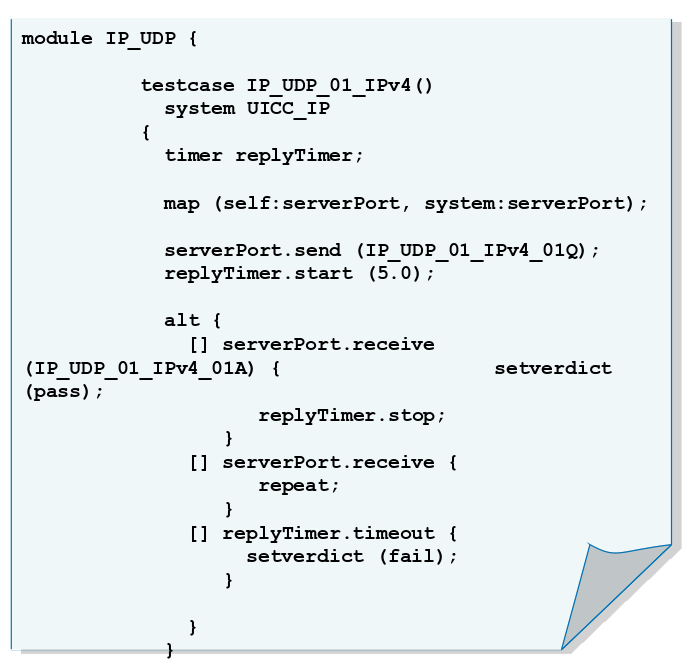 module IP_UDP {
testcase IP_UDP_01_IPv4()
system UICC_IP
{
timer replyTimer;
map (self:serverPort, system:serverPort);
serverPort.send (IP_UDP_01_IPv4_01Q);
replyTimer.start (5.0);
alt {
[] serverPort.receive
(IP_UDP_01_IPv4_01A) { setverdict
(pass);
replyTimer.stop;
}
[] serverPort.receive {
repeat;
}
[] replyTimer.timeout {
setverdict (fail);
}
}
}